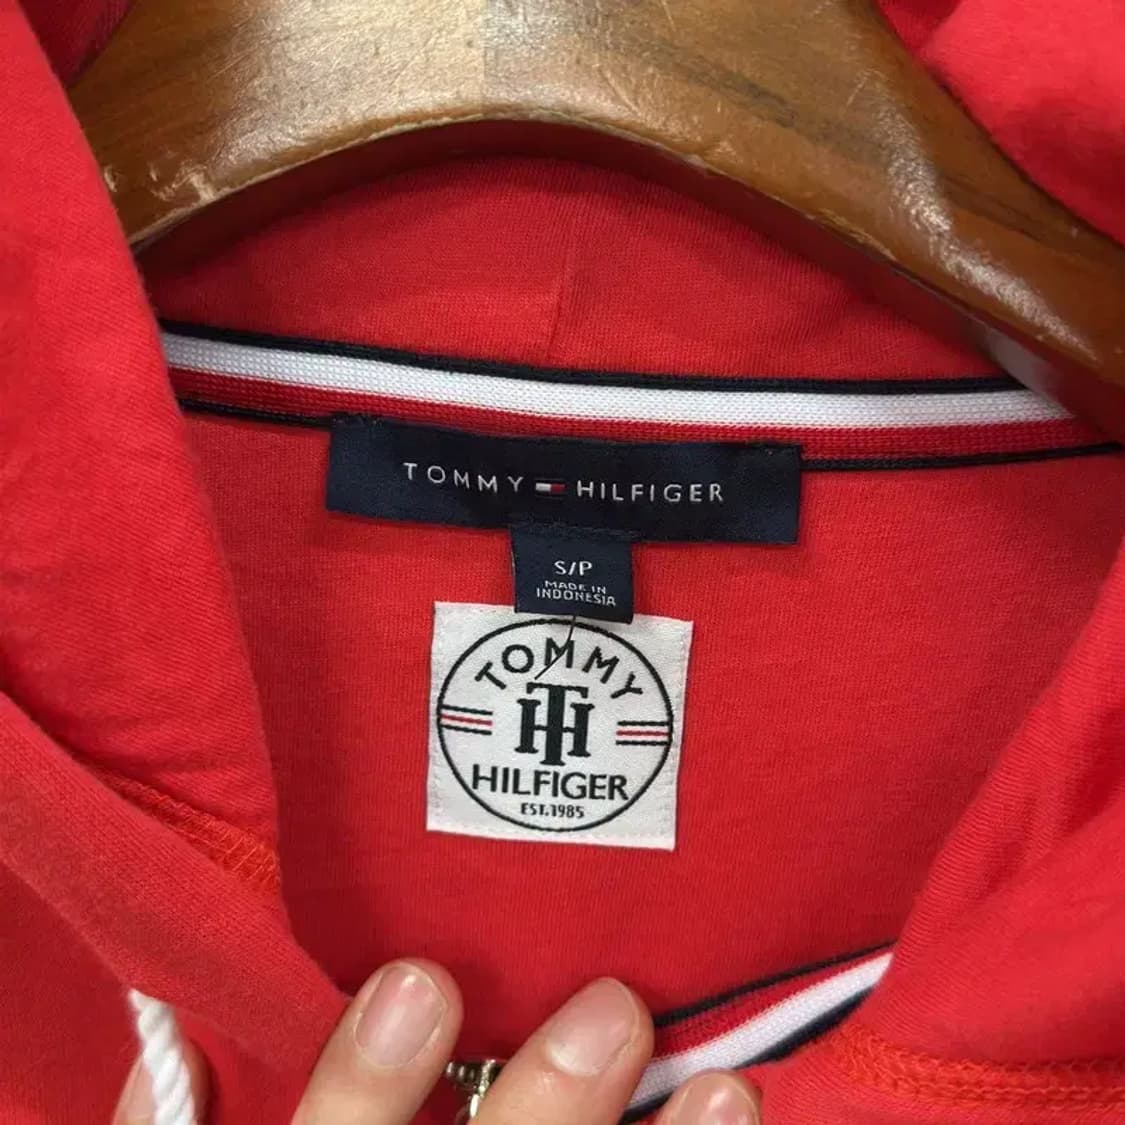 TOMMY HILFIGER
S/P
MADE IN
INDONESIA
TOMMY
TH
HILFIGER
EST.1985